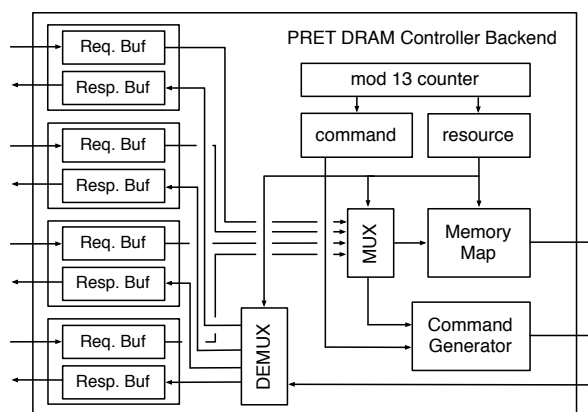 PRET DRAM Controller Backend
mod 13 counter
command
resource
Req. Buf
Resp. Buf
Req. Buf
Resp. Buf
Req. Buf
Resp. Buf
Req. Buf
Resp. Buf
MUX
Memory
Map
DEMUX
Command
Generator